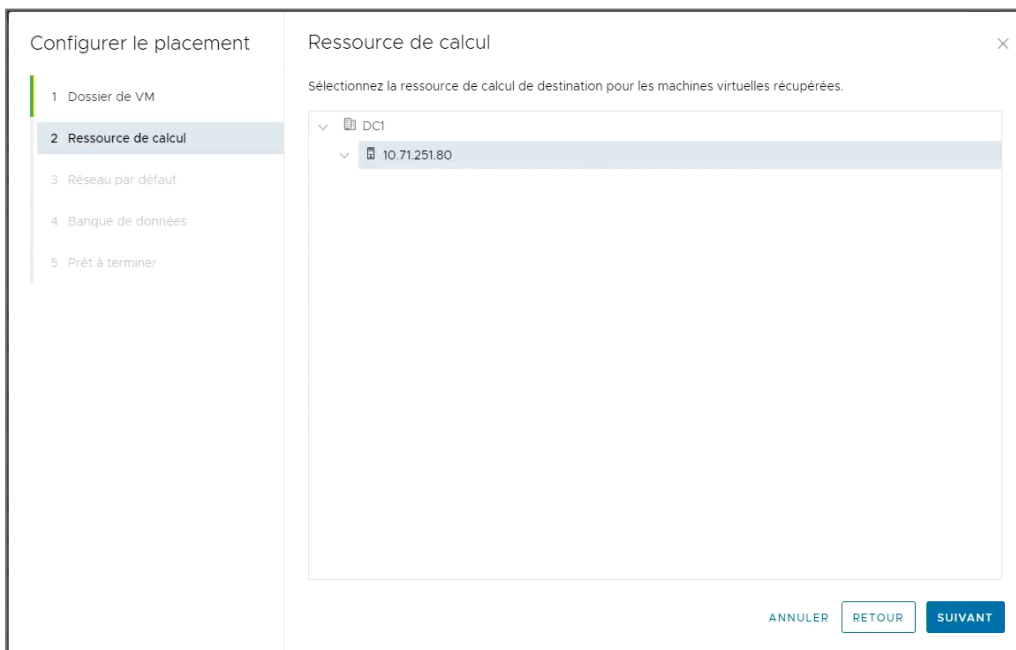 Configurer le placement
1 Dossier de VM
2 Ressource de calcul
3 Réseau par défaut
4 Banque de données
5 Prêt à terminer
Ressource de calcul
Sélectionnez la ressource de calcul de destination pour les machines virtuelles récupérées.
DC1
10.71.251.80
ANNULER
RETOUR
SUIVANT